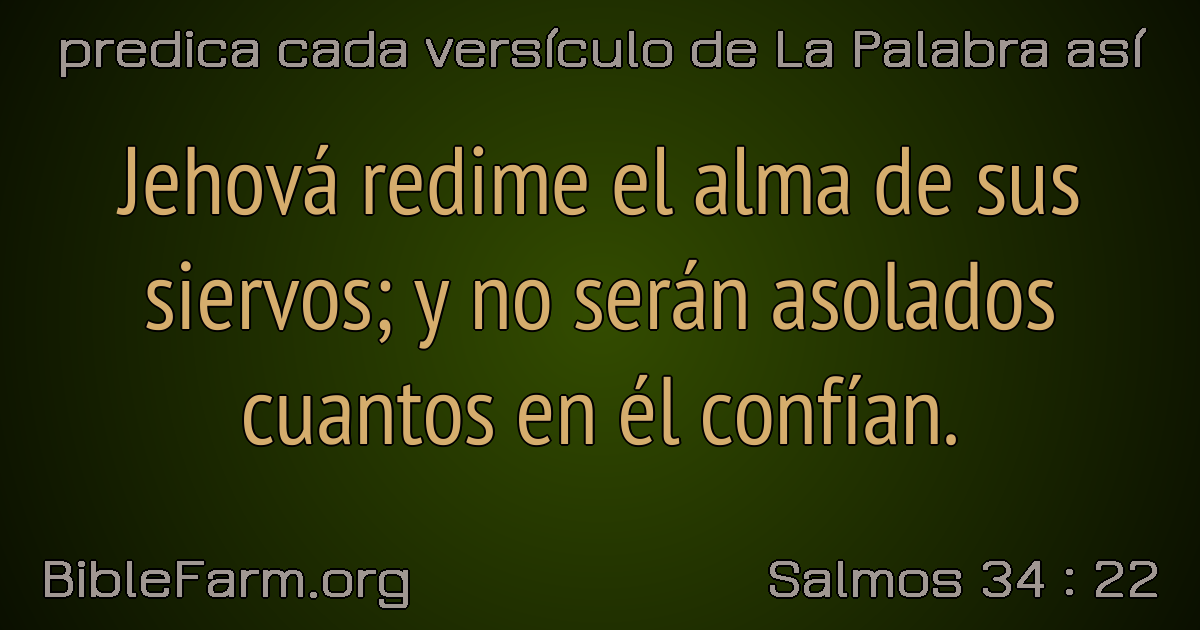 predica cada versículo de La Palabra así
Jehová redime el alma de sus
siervos; y no serán asolados
cuantos en él confían.
BibleFarm.org
Salmos 34 : 22